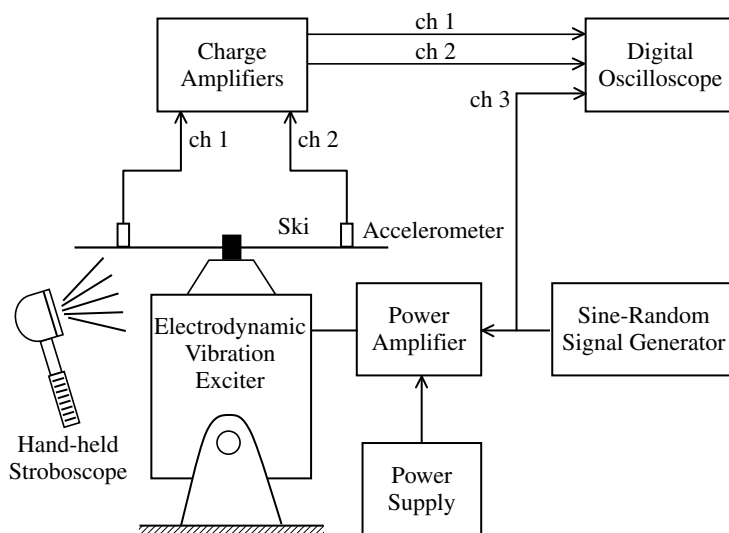 Charge
Amplifiers
ch 1
ch 2
ch 3
Digital
Oscilloscope
ch 1
ch 2
Ski
Accelerometer
Electrodynamic
Vibration
Exciter
Power
Amplifier
Sine-Random
Signal Generator
Hand-held
Stroboscope
Power
Supply